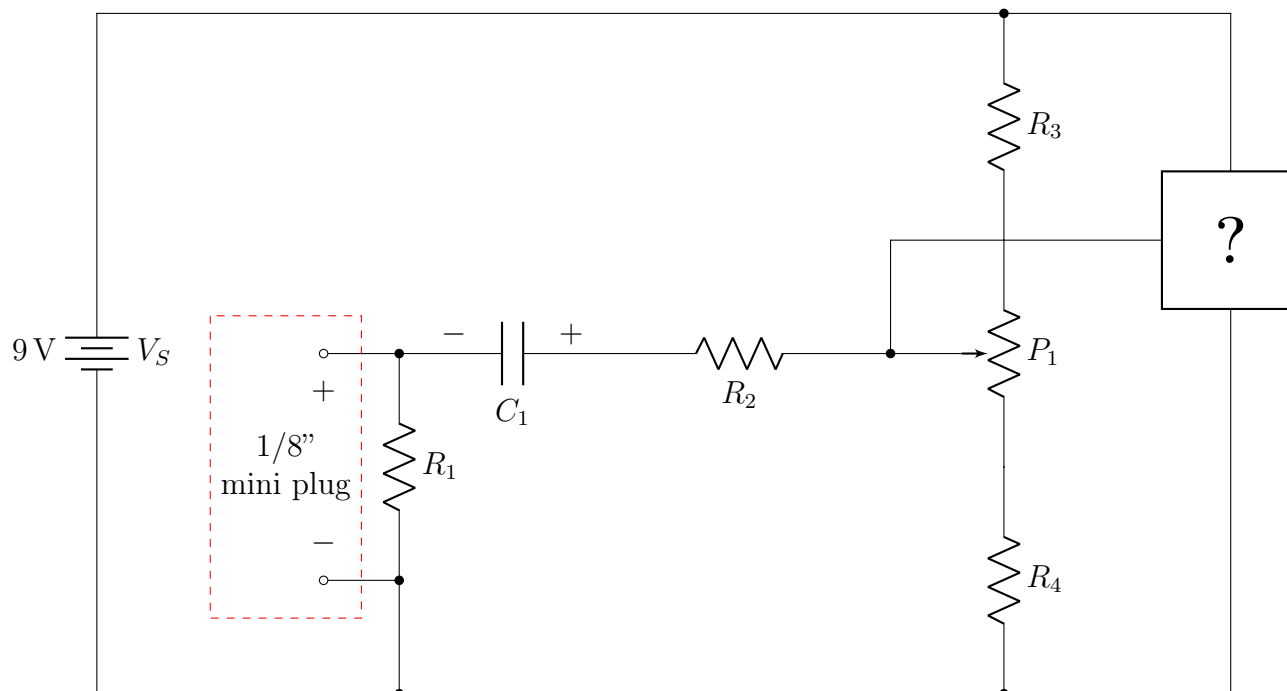 R3
?
9 V
VS
−
+
P1
+
C1
R2
1/8”
mini plug
R1
−
R4